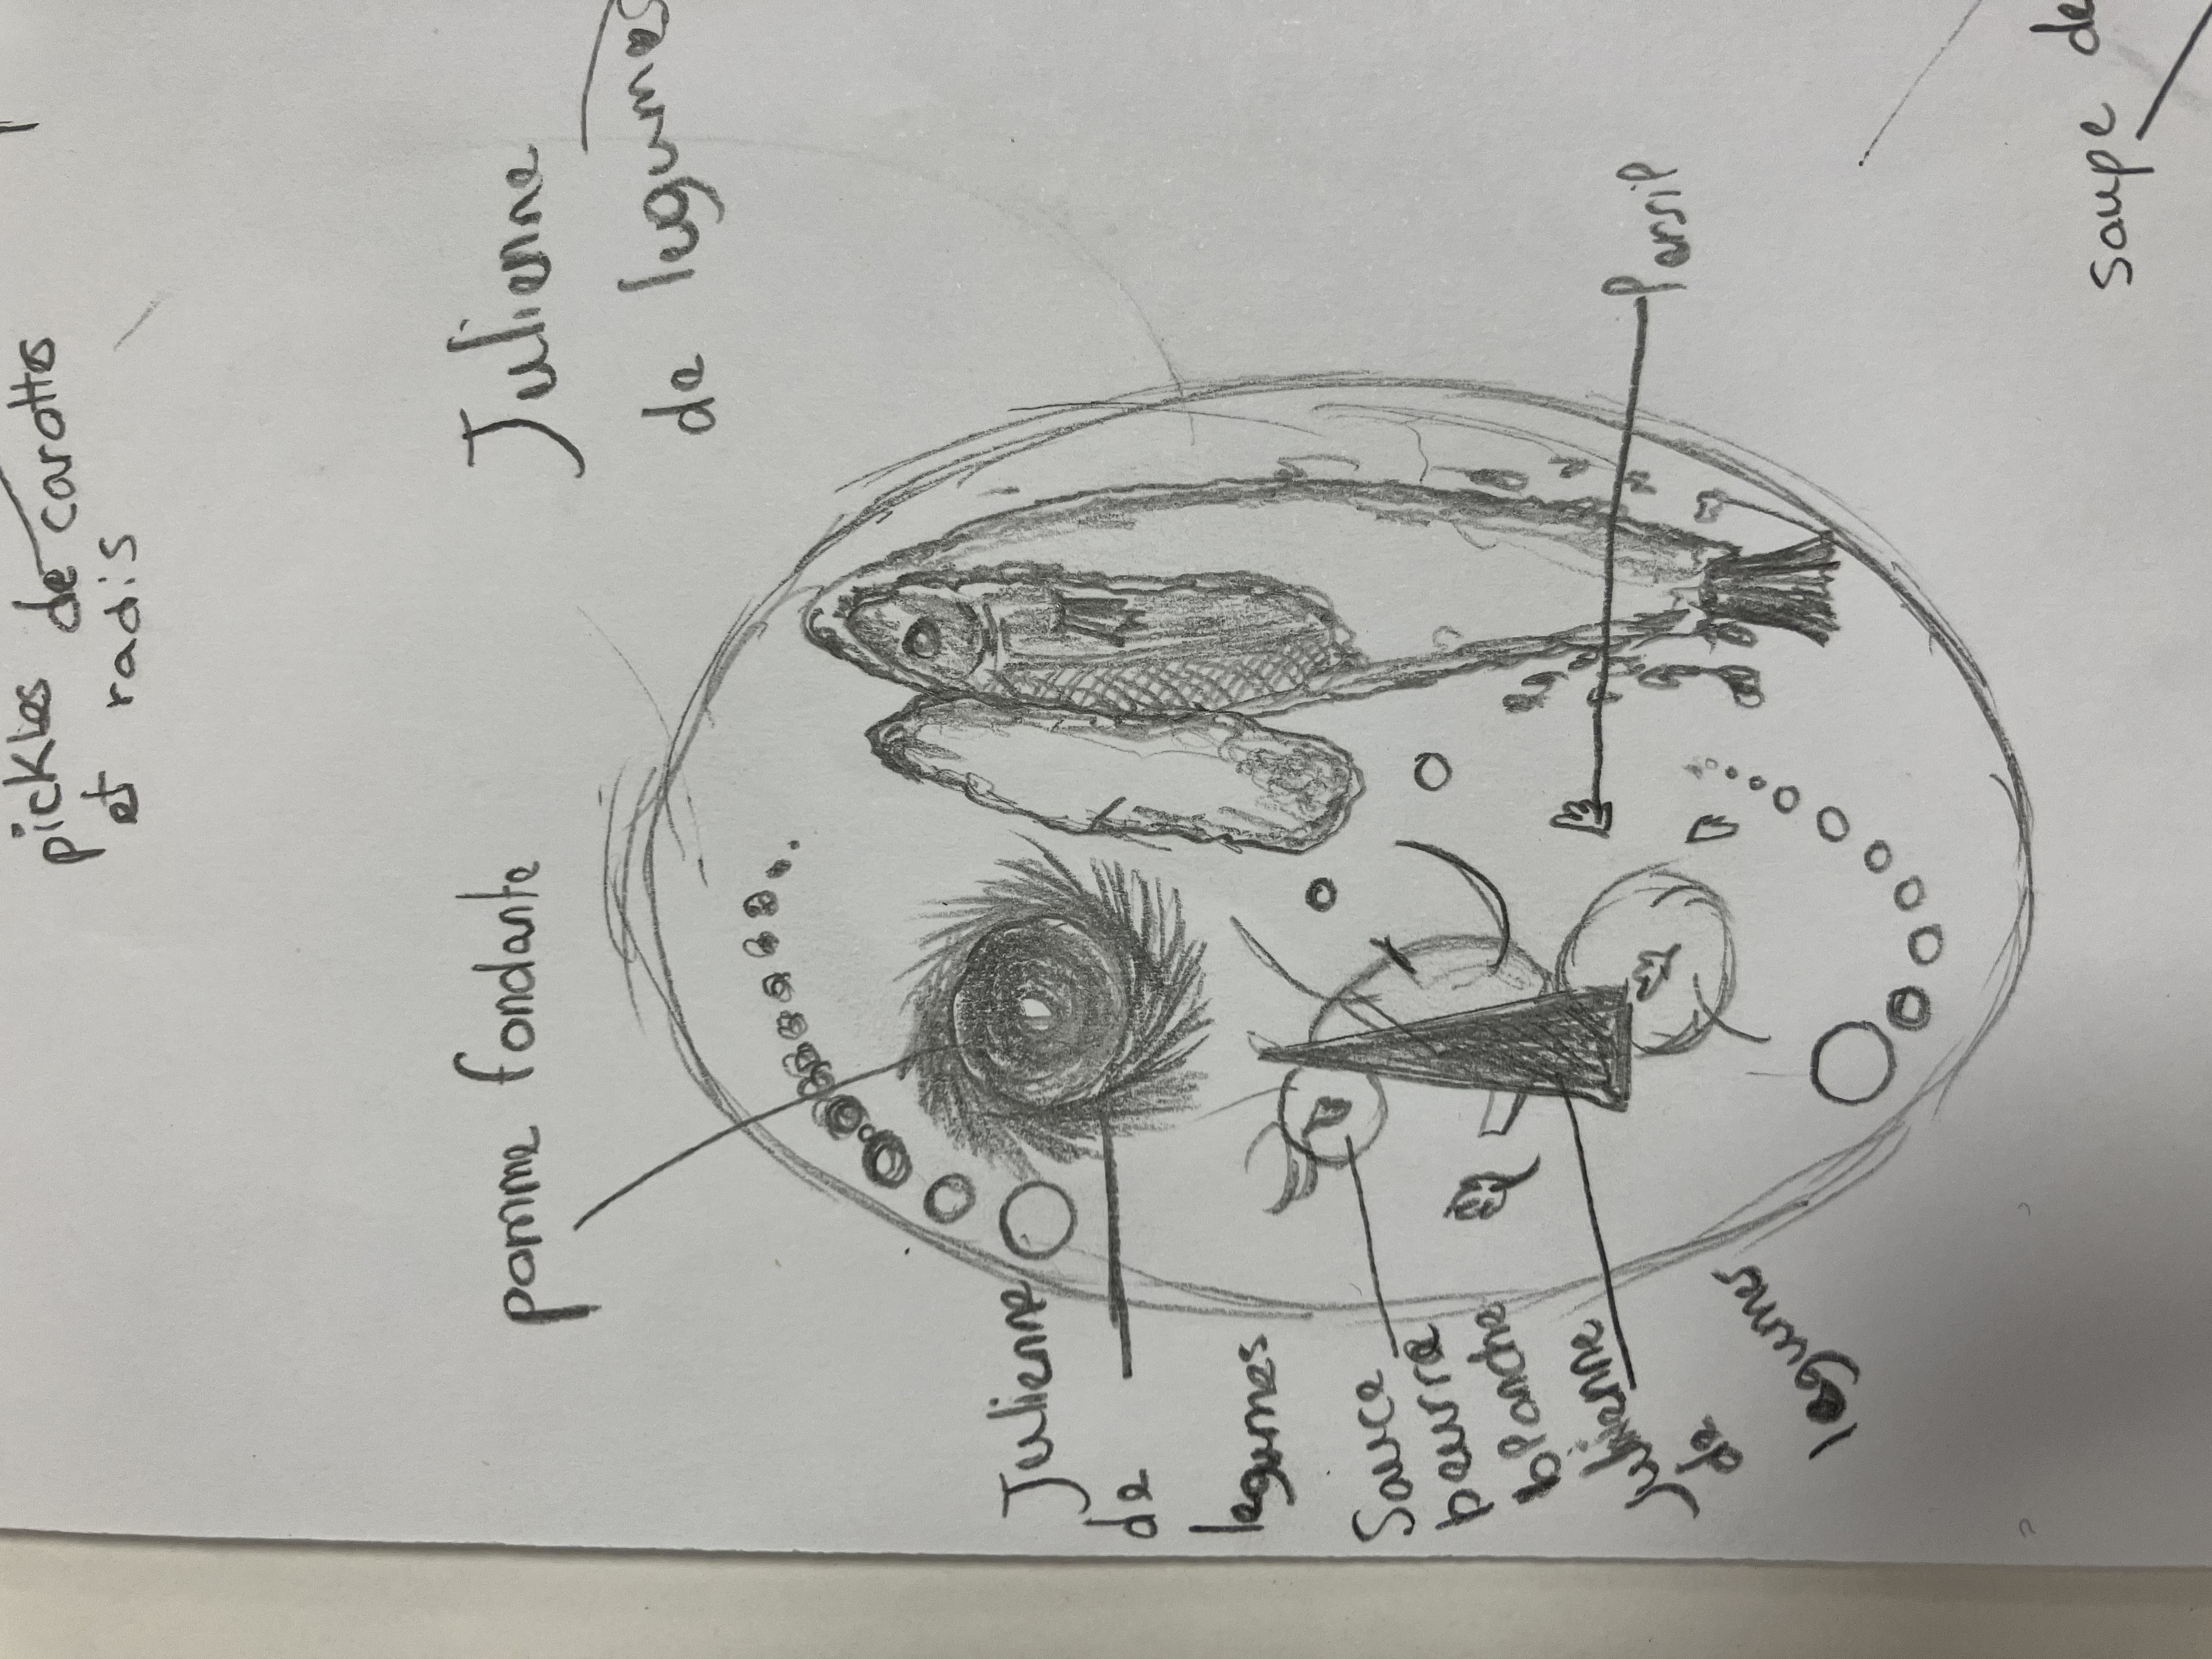 pickles de carottes
et radis
pomme fondante
Julienne
de legumes
Julienne
de
legumes
Sauce
beurre
blanche
Julienne
de
legumes
Persil
soupe de